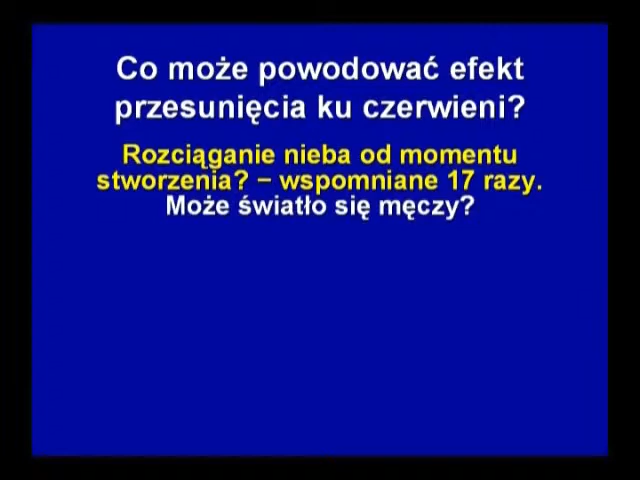 Co może powodować efekt
przesunięcia ku czerwieni?
Rozciąganie nieba od momentu
stworzenia? – wspomniane 17 razy.
Może światło się męczy?